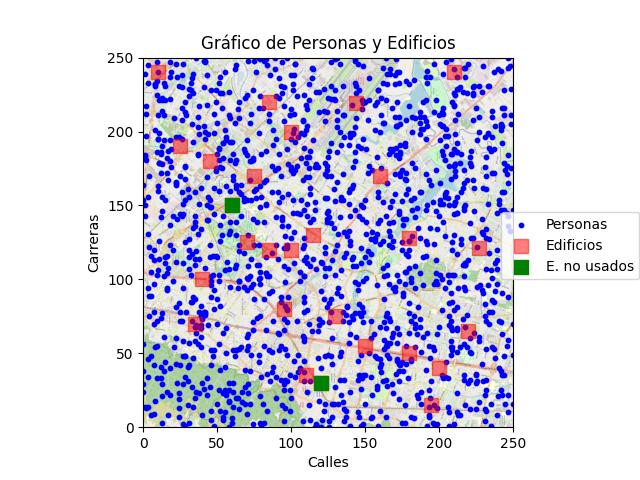 Gráfico de Personas y Edificios
250
200
150
100
50
0
Carreras
0 50 100 150 200 250
Calles
Personas
Edificios
E. no usados